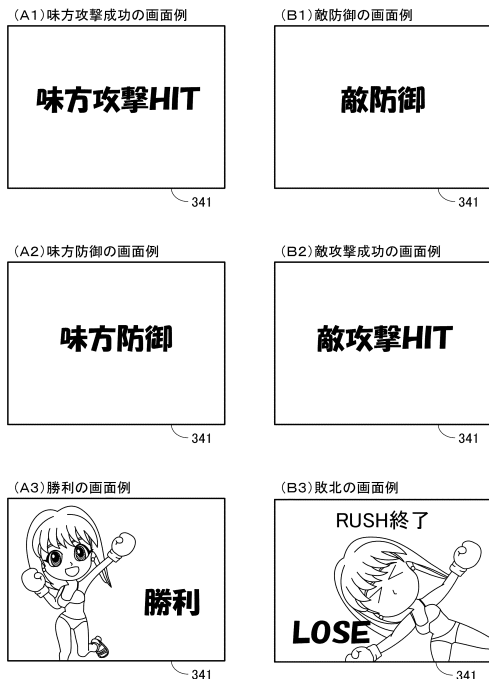 (A1)味方攻撃成功の画面例
味方攻撃HIT
341
(B1)敵防御の画面例
敵防御
341
(A2)味方防御の画面例
味方防御
341
(B2)敵攻撃成功の画面例
敵攻撃HIT
341
(A3)勝利の画面例
勝利
341
(B3)敗北の画面例
RUSH終了
LOSE
341